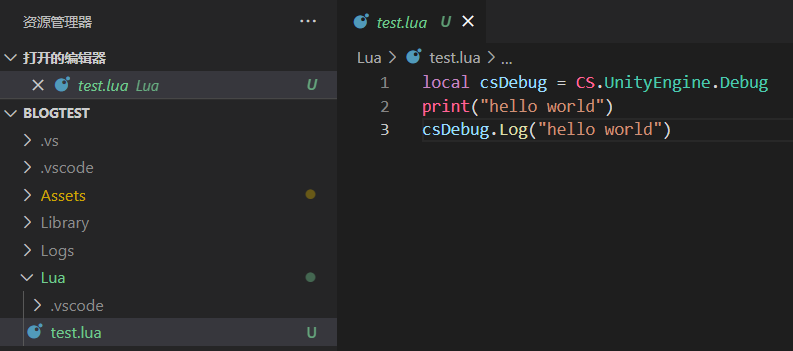 资源管理器 ...
打开的编辑器
test.lua Lua U
BLOGTEST
.vs
.vscode
Assets
Library
Logs
Lua
.vscode
test.lua U
test.lua U
Lua > test.lua > ...
1 local csDebug = CS.UnityEngine.Debug
2 print("hello world")
3 csDebug.Log("hello world")